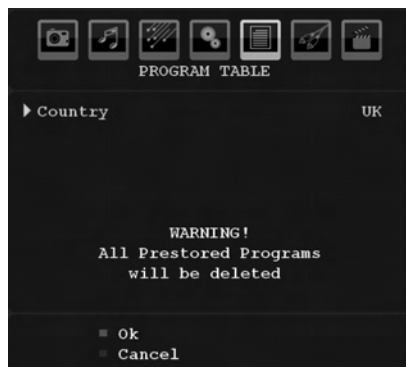 PROGRAM TABLE
Country UK
WARNING!
All Prestored Programs
will be deleted
Ok
Cancel